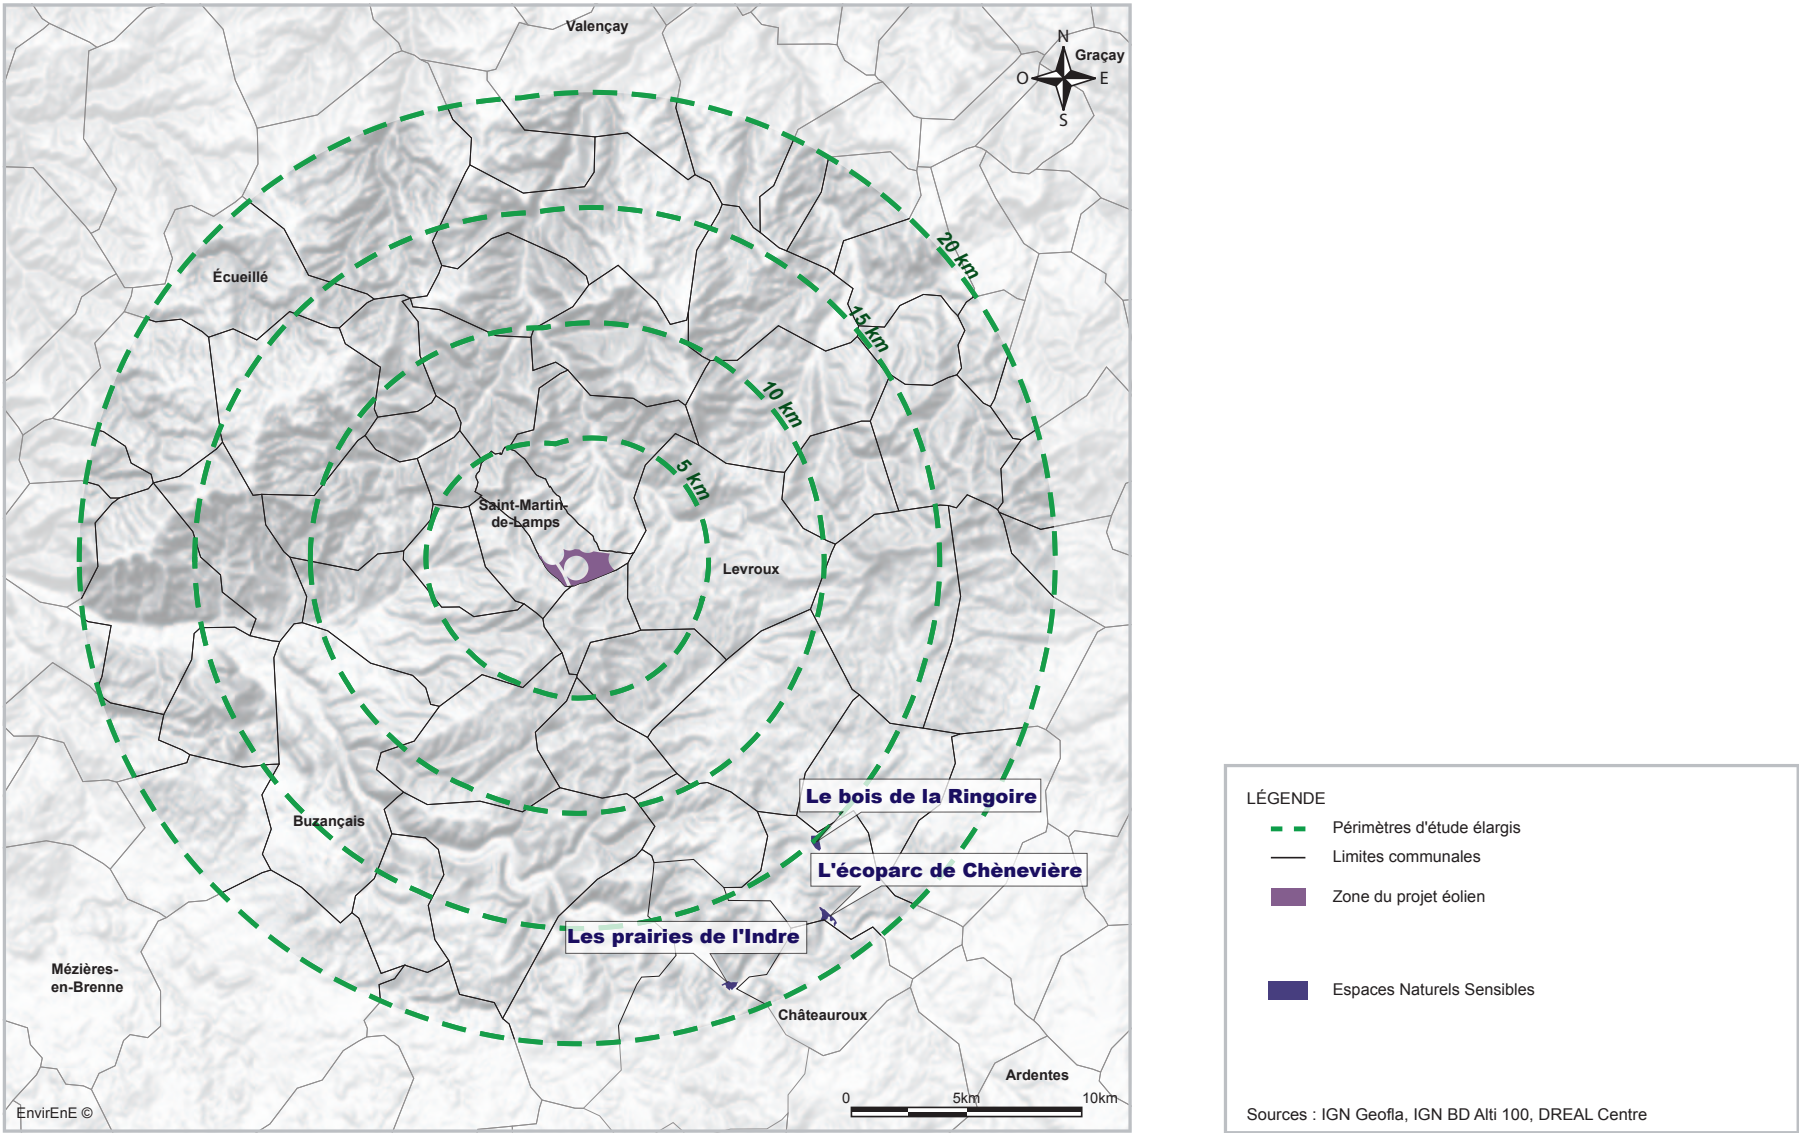 Valençay
N
Graçay
O
E
S
20 km
Écueillé
15 km
10 km
5 km
Saint-Martin-
de-Lamps
Levroux
Le bois de la Ringoire
Buzançais
L'écoparc de Chènevière
Les prairies de l'Indre
Mézières-
en-Brenne
Châteauroux
Ardentes
0 5km 10km
EnvirEnE ©
LÉGENDE
Périmètres d'étude élargis
Limites communales
Zone du projet éolien
Espaces Naturels Sensibles
Sources : IGN Geofla, IGN BD Alti 100, DREAL Centre